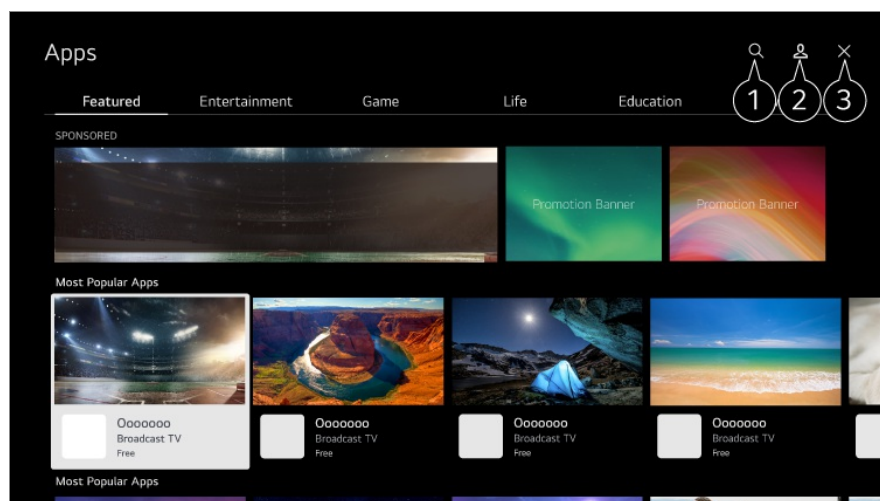 Apps
Featured Entertainment Game Life Education
1 2 3
SPONSORED
Promotion Banner Promotion Banner
Most Popular Apps
Ooooooo Ooooooo Ooooooo Ooooooo
Broadcast TV Broadcast TV Broadcast TV Broadcast TV
Free Free Free Free
Most Popular Apps